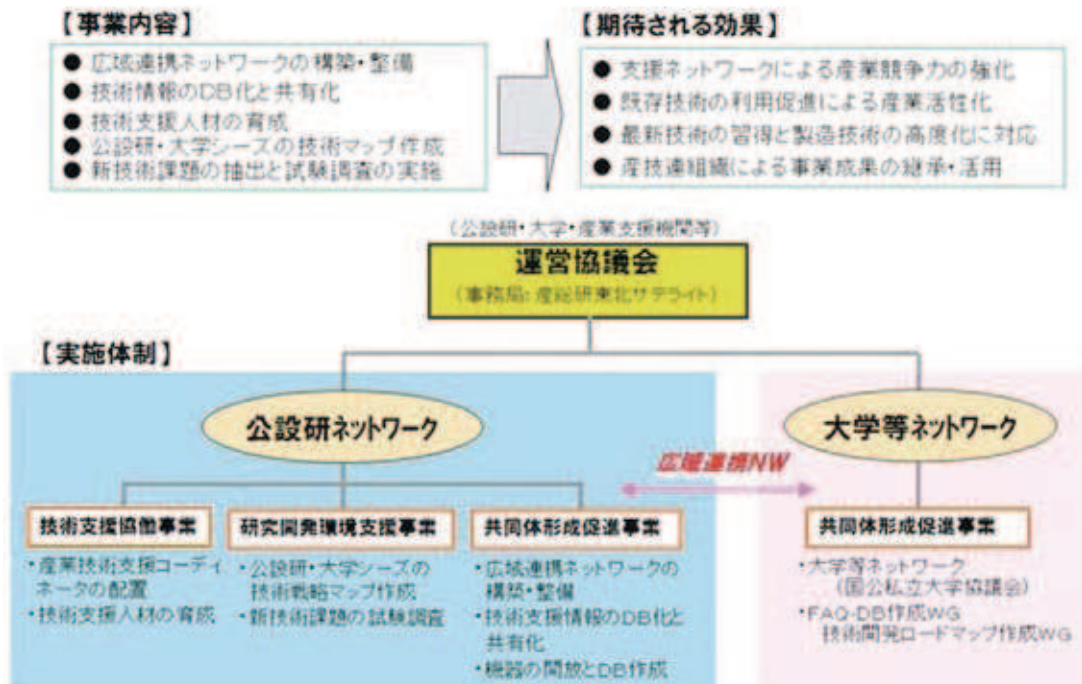 【事業内容】
● 広域連携ネットワークの構築・整備
● 技術情報のDB化と共有化
● 技術支援人材の育成
● 公設研・大学シーズの技術マップ作成
● 新技術課題の抽出と試験調査の実施
【期待される効果】
● 支援ネットワークによる産業競争力の強化
● 既存技術の利用促進による産業活性化
● 最新技術の習得と製造技術の高度化に対応
● 産技連組織による事業成果の継承・活用
(公設研・大学・産業支援機関等)
運営協議会
(事務局: 産総研東北サテライト)
【実施体制】
公設研ネットワーク
大学等ネットワーク
広域連携NW
技術支援協働事業
・産業技術支援コーディ
ネータの配置
・技術支援人材の育成
研究開発環境支援事業
・公設研・大学シーズの
技術戦略マップ作成
・新技術課題の試験調査
共同体形成促進事業
・広域連携ネットワークの
構築・整備
・技術支援情報のDB化と
共有化
・機器の開放とDB作成
共同体形成促進事業
・大学等ネットワーク
(国公私立大学協議会)
・FAQ-DB作成WG
技術開発ロードマップ作成WG